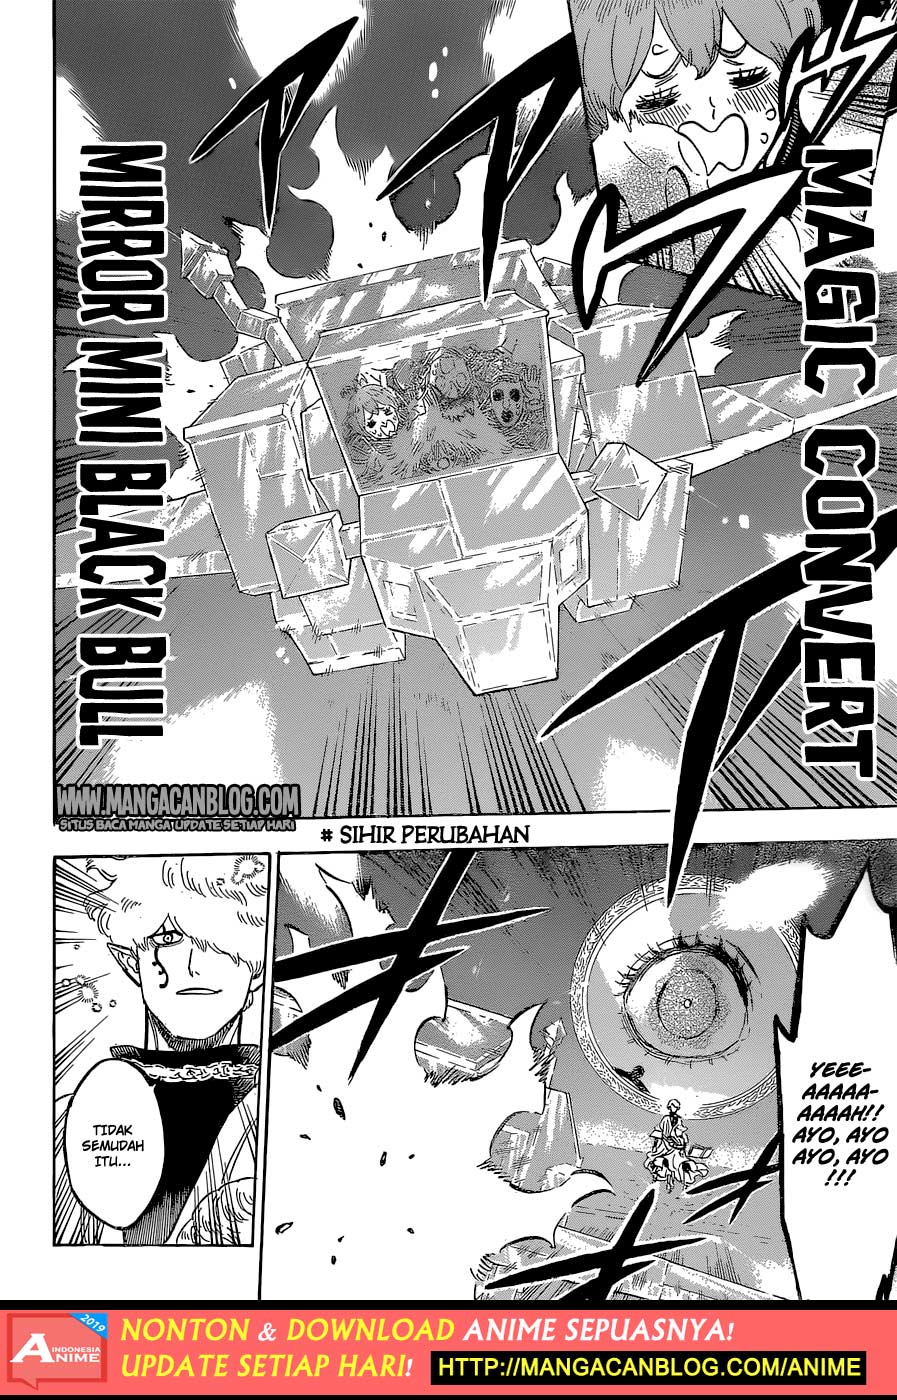 MAGIC CONVERT
MIRROR MINI BLACK BULL
WWW.MANGACANBLOG.COM
SITUS BACA MANGA UPDATE SETIAP HARI
# SIHIR PERUBAHAN
YEEE-
AAAAA-
AAAAH!!
AYO, AYO
AYO, AYO
!!!
TIDAK
SEMUDAH
ITU...
2019
A INDONESIA
ANIME
NONTON & DOWNLOAD ANIME SEPUASNYA!
UPDATE SETIAP HARI! HTTP://MANGACANBLOG.COM/ANIME